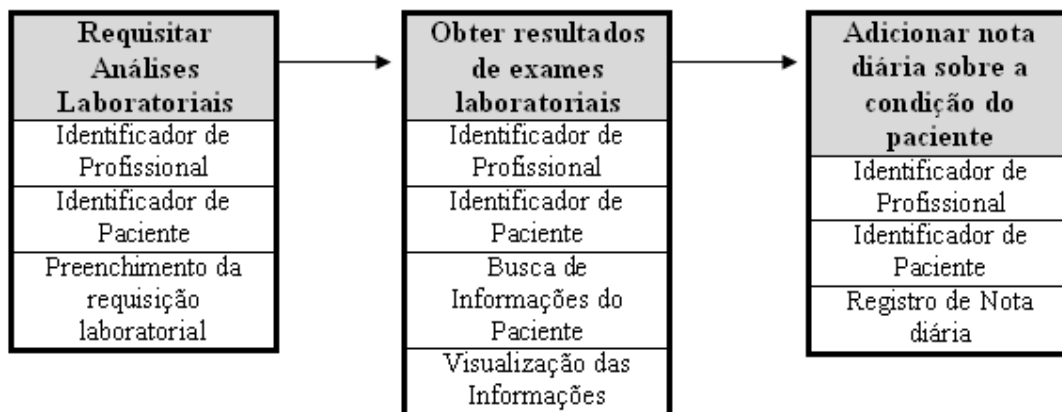 Requisitar
Análises
Laboratoriais
Identificador de
Profissional
Identificador de
Paciente
Preenchimento da
requisição
laboratorial
Obter resultados
de exames
laboratoriais
Identificador de
Profissional
Identificador de
Paciente
Busca de
Informações do
Paciente
Visualização das
Informações
Adicionar nota
diária sobre a
condição do
paciente
Identificador de
Profissional
Identificador de
Paciente
Registro de Nota
diária